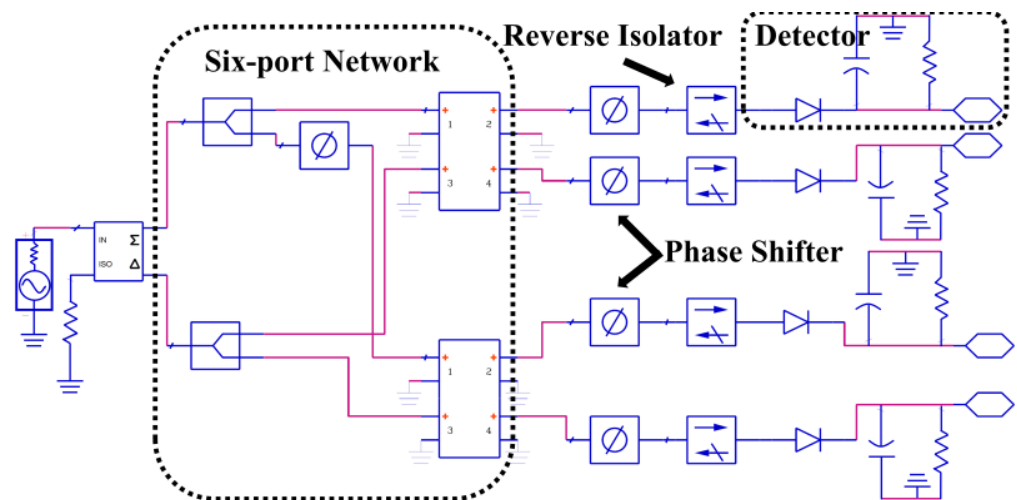 Six-port Network
Reverse Isolator
Detector
Phase Shifter
IN
ISO
Σ
Δ
1
2
3
4
1
2
3
4